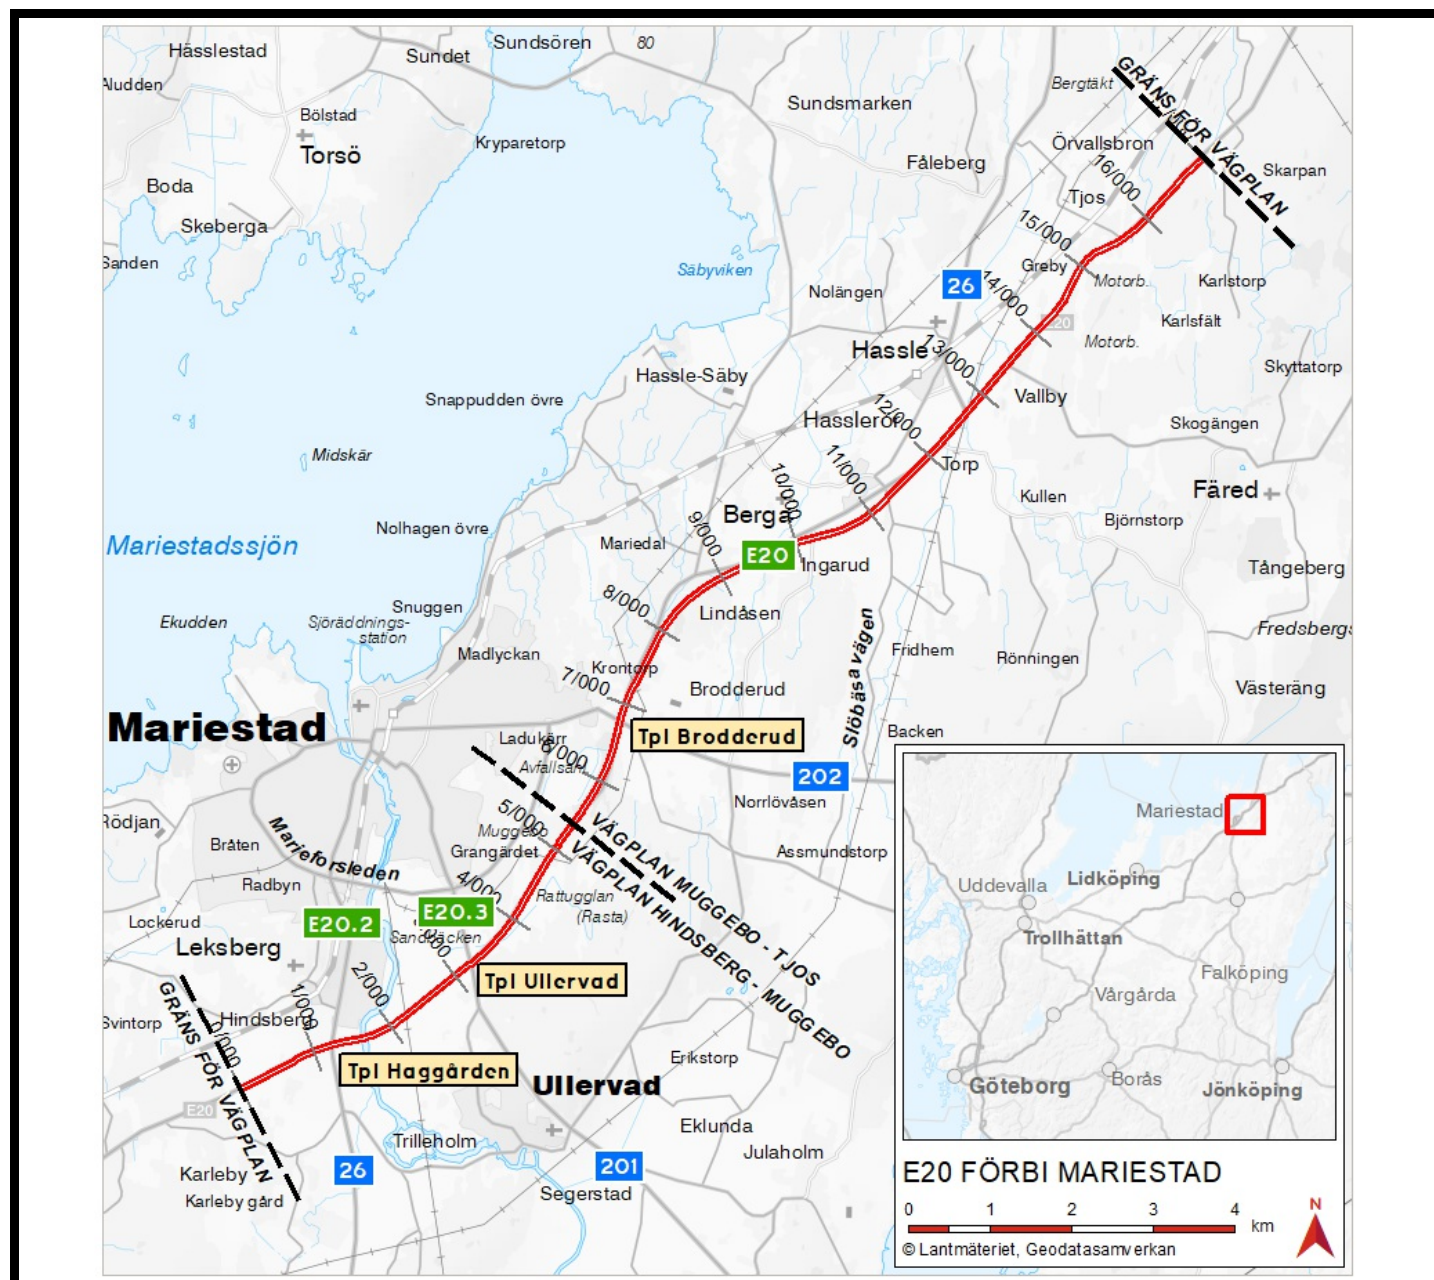 Hässlestad
Sundet
Sundsören
80
Aludden
Bölstad
Torsö
Kryparetorp
Sundsmarken
Bergtäkt
GRÄNS FÖR VÄGPLAN
Örvallsbron
Fåleberg
16/000
Skarpan
Boda
Tjos
Skeberga
15/000
Sanden
Säbyviken
Greby
Nolängen
26
14/000
Motorb.
Karlstorp
E20
Karlsfält
Motorb.
Hassle
13/000
Hassle-Säby
Skyttatorp
Snappudden övre
Vallby
12/000
Hasslerör
Skogängen
Midskär
11/000
Torp
10/000
Kullen
Färed
Berga
Björnstorp
9/000
Nolhagen övre
Mariedal
Mariestadssjön
E20
Ingarud
Tångeberg
8/000
Snuggen
Lindåsen
Ekudden
Sjöräddnings-
station
Fredsbergs
Slöbäsavägen
Fridhem
Rönningen
Madlyckan
Krontorp
7/000
Brodderud
Västeräng
Mariestad
Ladukärr
Tpl Brodderud
Backen
6/000
Avfallsan
202
Norrlövåsen
5/000
Rödjan
Muggebo
VÄGPLAN MUGGEBO - TJOS
VÄGPLAN HINDSBERG - MUGGEBO
Marieforsleden
Bråten
Grangärdet
Assmundstorp
Radbyn
4/000
Rattugglan
(Rasta)
Lockerud
E20.2
E20.3
Leksberg
Sandbäcken
Tpl Ullervad
2/000
1/000
GRÄNS FÖR VÄGPLAN
Svintorp
Hindsberg
0/000
Tpl Haggården
Erikstorp
Ullervad
E20
Eklunda
Trilleholm
Julaholm
Karleby
26
201
Karleby gård
Segerstad
Mariestad
Uddevalla
Lidköping
Trollhättan
Falköping
Vårgårda
Göteborg
Borås
Jönköping
E20 FÖRBI MARIESTAD
0 1 2 3 4
km
N
© Lantmäteriet, Geodatasamverkan